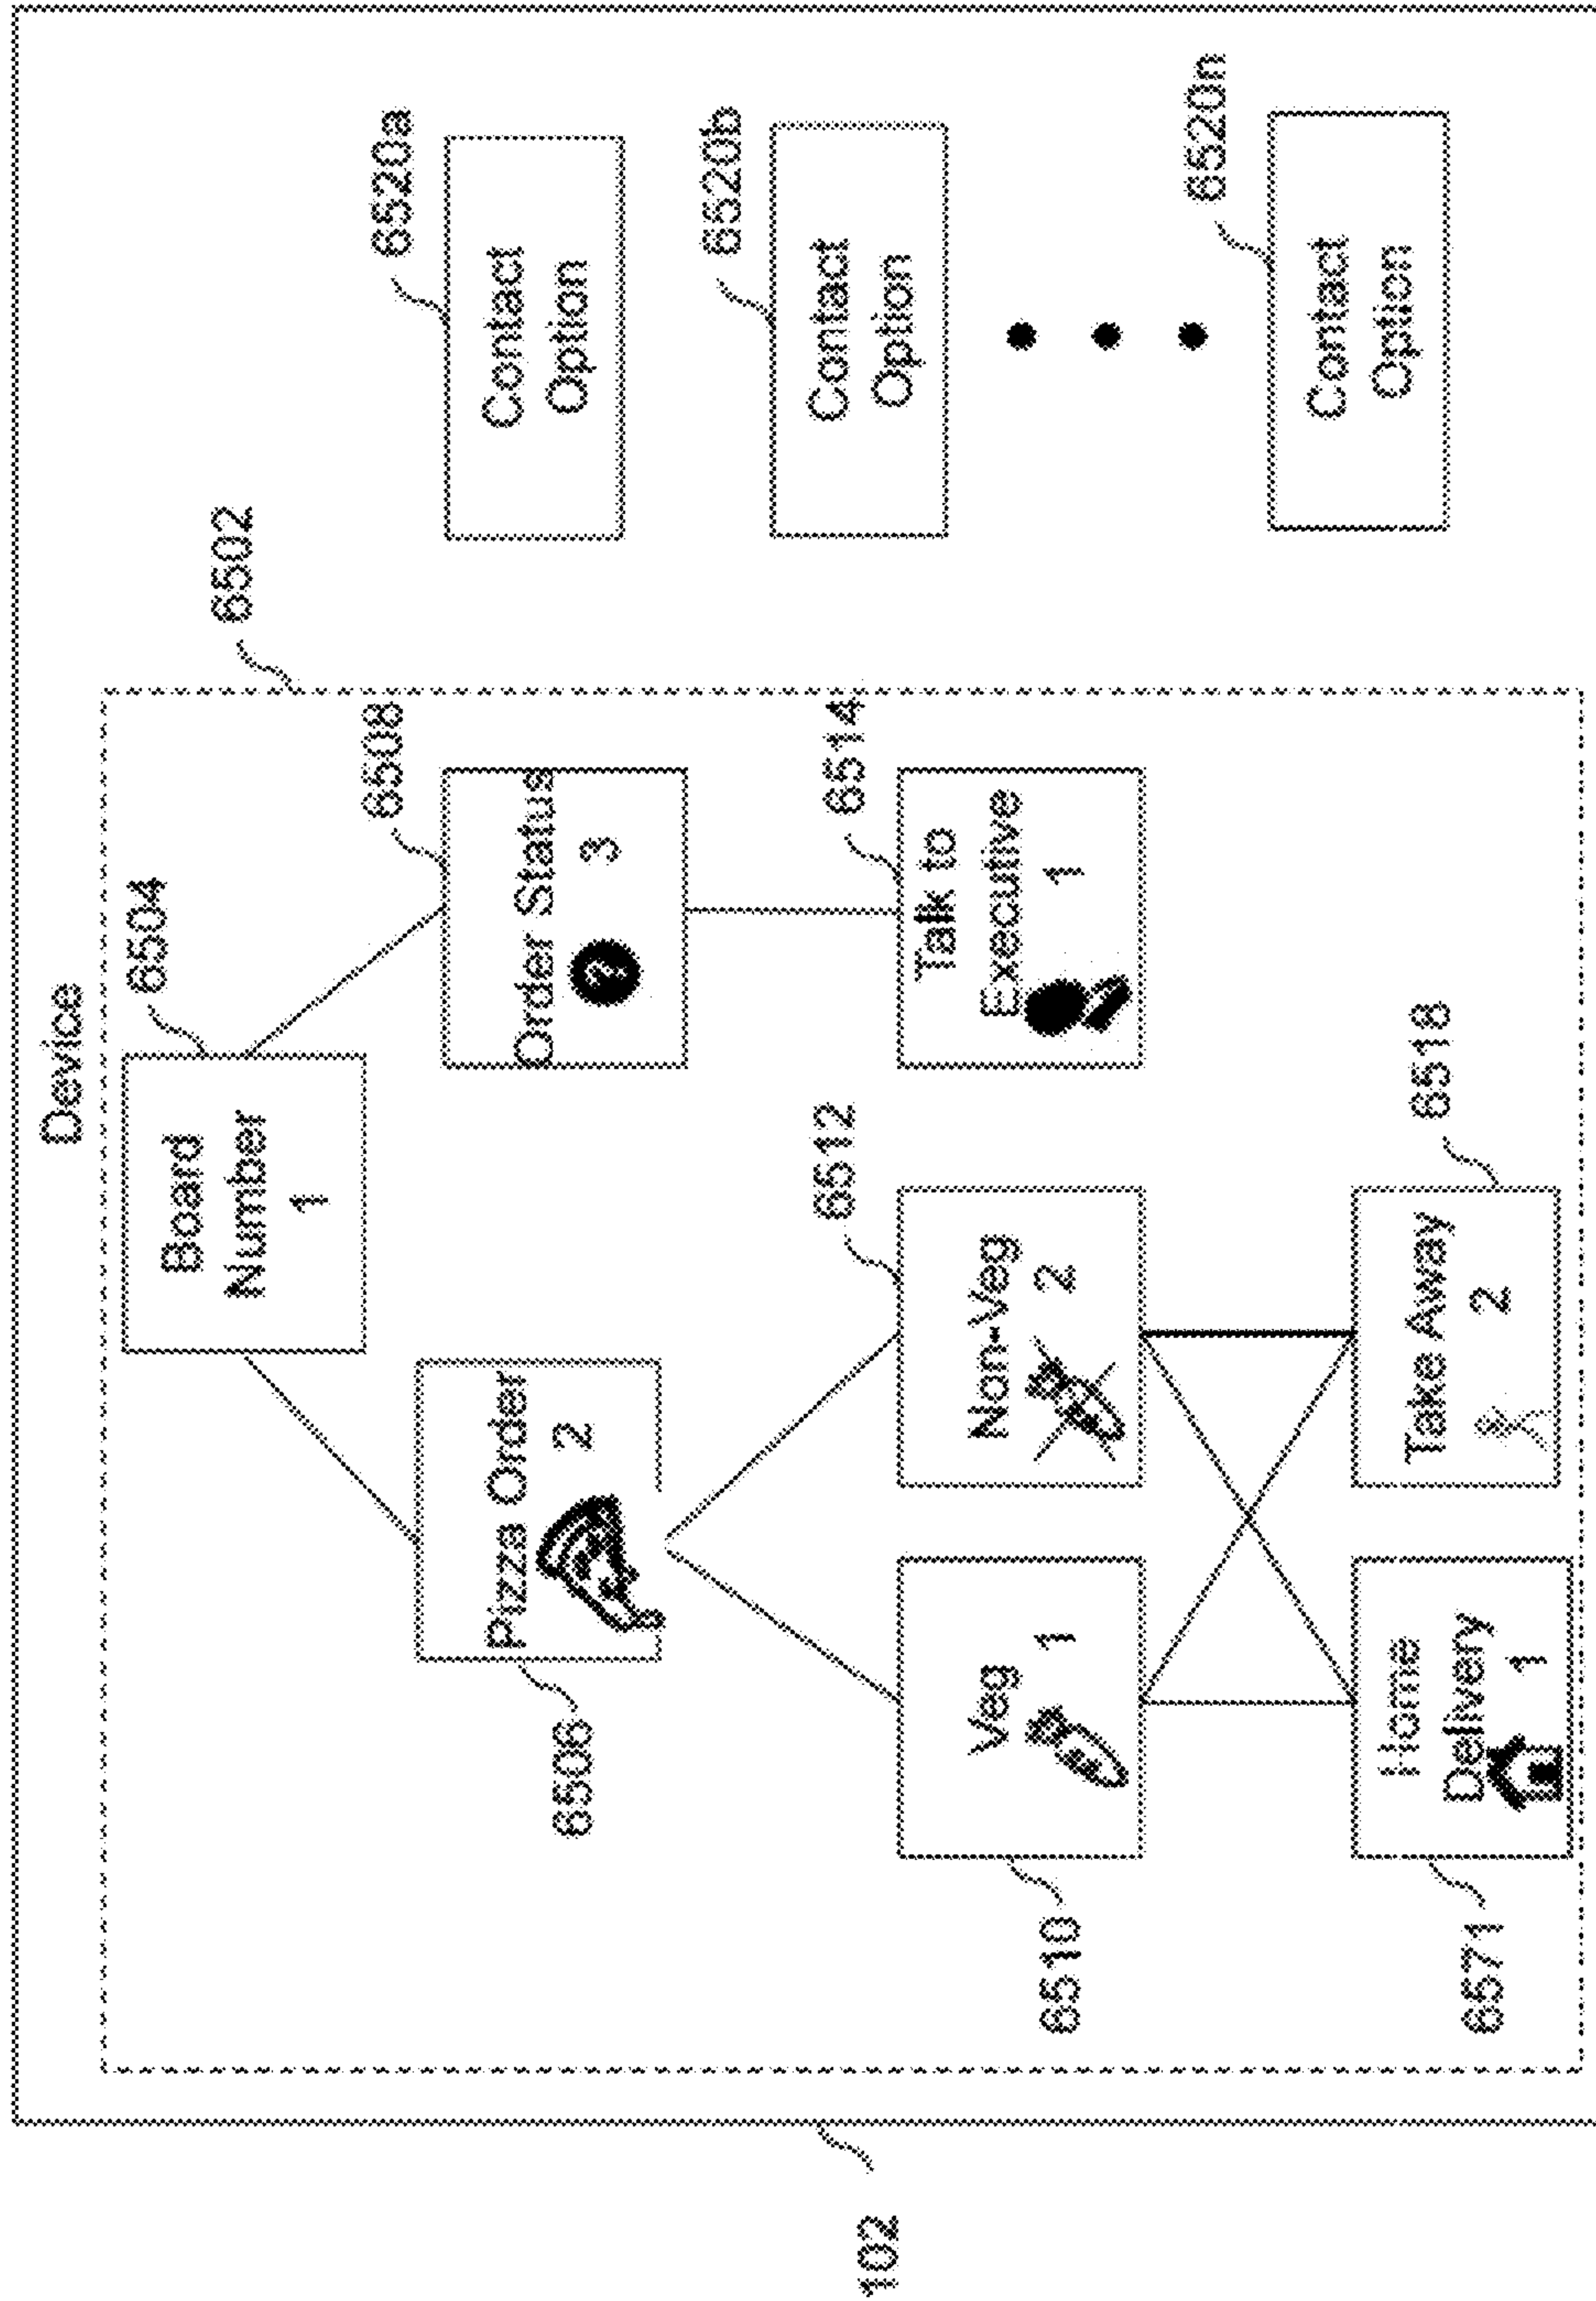 Device
102
6502
Board
Number
1
6504
Pizza Order
2
6506
Order Status
3
6508
?
Veg
1
6510
Non-Veg
2
6512
Talk to
Executive
1
6514
Home
Delivery
1
6571
Take Away
2
6518
Contact
Option
6520a
Contact
Option
6520b
Contact
Option
6520n